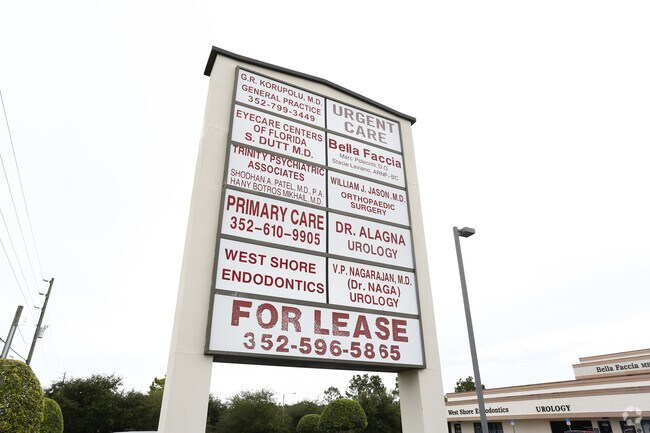 G.R. KORUPOLU, M.D.
GENERAL PRACTICE
352-799-3449
URGENT
CARE
EYECARE CENTERS
OF FLORIDA
S. DUTT M.D.
Bella Faccia
Marc Polecritti, D.O.
Stacie Laviano, ARNP-BC
TRINITY PSYCHIATRIC
ASSOCIATES
SHODHAN A. PATEL, M.D., P.A.
HANY BOTROS MIKHAIL, M.D.
WILLIAM J. JASON, M.D.
ORTHOPAEDIC
SURGERY
PRIMARY CARE
352-610-9905
DR. ALAGNA
UROLOGY
WEST SHORE
ENDODONTICS
V.P. NAGARAJAN, M.D.
(Dr. NAGA)
UROLOGY
FOR LEASE
352-596-5865
Bella Faccia
West Shore Endodontics
UROLOGY